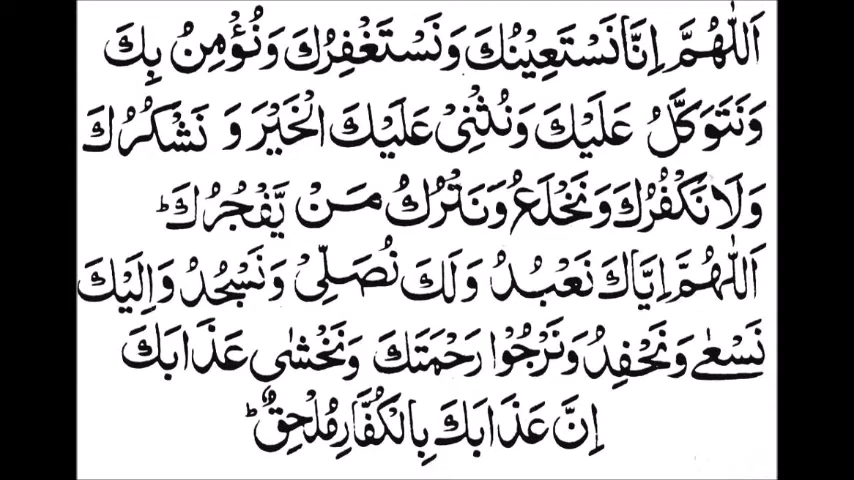 اَللّٰهُمَّ اِنَّا نَسْتَعِيْنُكَ وَنَسْتَغْفِرُكَ وَنُؤْمِنُ بِكَ
وَنَتَوَكَّلُ عَلَيْكَ وَنُثْنِىْ عَلَيْكَ الْخَيْرَ وَ نَشْكُرُكَ
وَلَا نَكْفُرُكَ وَنَخْلَعُ وَنَتْرُكُ مَنْ يَّفْجُرُكَ ؕ
اَللّٰهُمَّ اِيَّاكَ نَعْبُدُ وَلَكَ نُصَلِّىْ وَنَسْجُدُ وَاِلَيْكَ
نَسْعٰى وَنَحْفِدُ وَنَرْجُوْا رَحْمَتَكَ وَنَخْشٰى عَذَابَكَ
اِنَّ عَذَابَكَ بِالْكُفَّارِ مُلْحِقٌ ؕ